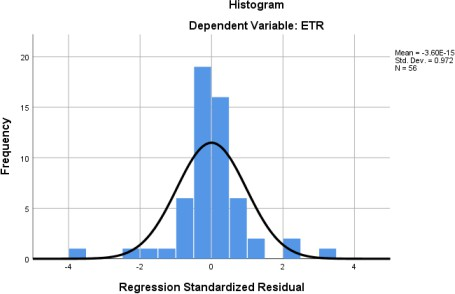 Histogram
Dependent Variable: ETR
Mean = -3.60E-15
Std. Dev. = 0.972
N = 56
Frequency
20
15
10
5
0
-4 -2 0 2 4
Regression Standardized Residual